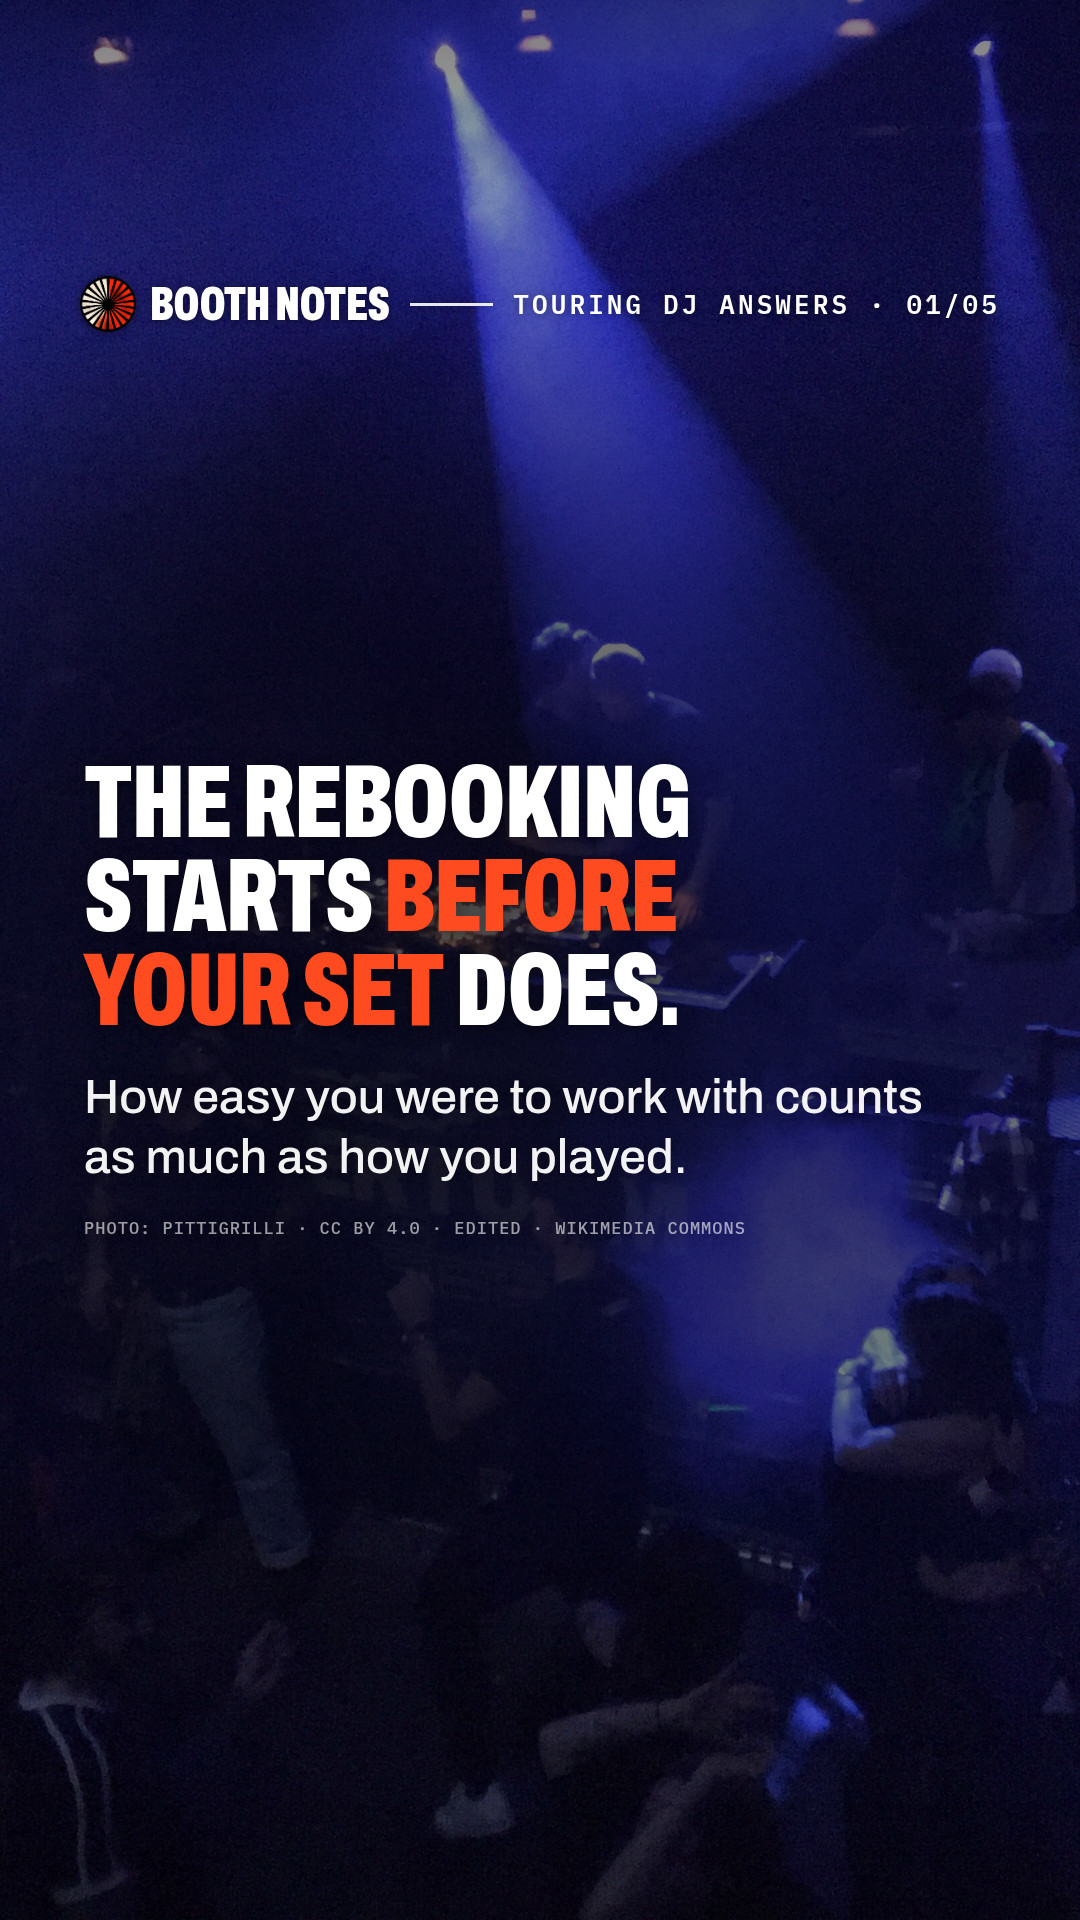 BOOTH NOTES — TOURING DJ ANSWERS · 01/05
THE REBOOKING
STARTS BEFORE
YOUR SET DOES.
How easy you were to work with counts
as much as how you played.
PHOTO: PITTIGRILLI · CC BY 4.0 · EDITED · WIKIMEDIA COMMONS